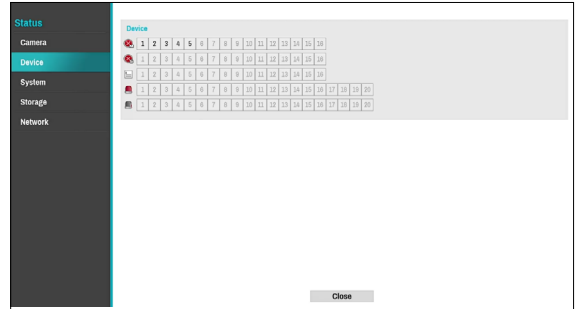 Status
Camera
Device
System
Storage
Network
Device
1 2 3 4 5 6 7 8 9 10 11 12 13 14 15 16
1 2 3 4 5 6 7 8 9 10 11 12 13 14 15 16
1 2 3 4 5 6 7 8 9 10 11 12 13 14 15 16
1 2 3 4 5 6 7 8 9 10 11 12 13 14 15 16 17 18 19 20
1 2 3 4 5 6 7 8 9 10 11 12 13 14 15 16 17 18 19 20
Close